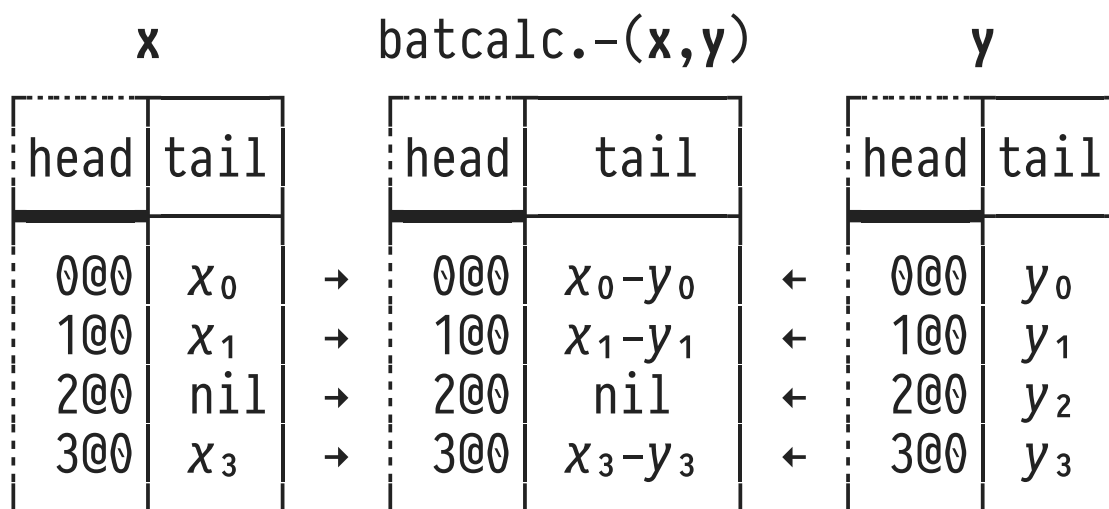 x batcalc.-(x,y) y
head tail head tail head tail
0@0 x₀ → 0@0 x₀-y₀ ← 0@0 y₀
1@0 x₁ → 1@0 x₁-y₁ ← 1@0 y₁
2@0 nil → 2@0 nil ← 2@0 y₂
3@0 x₃ → 3@0 x₃-y₃ ← 3@0 y₃